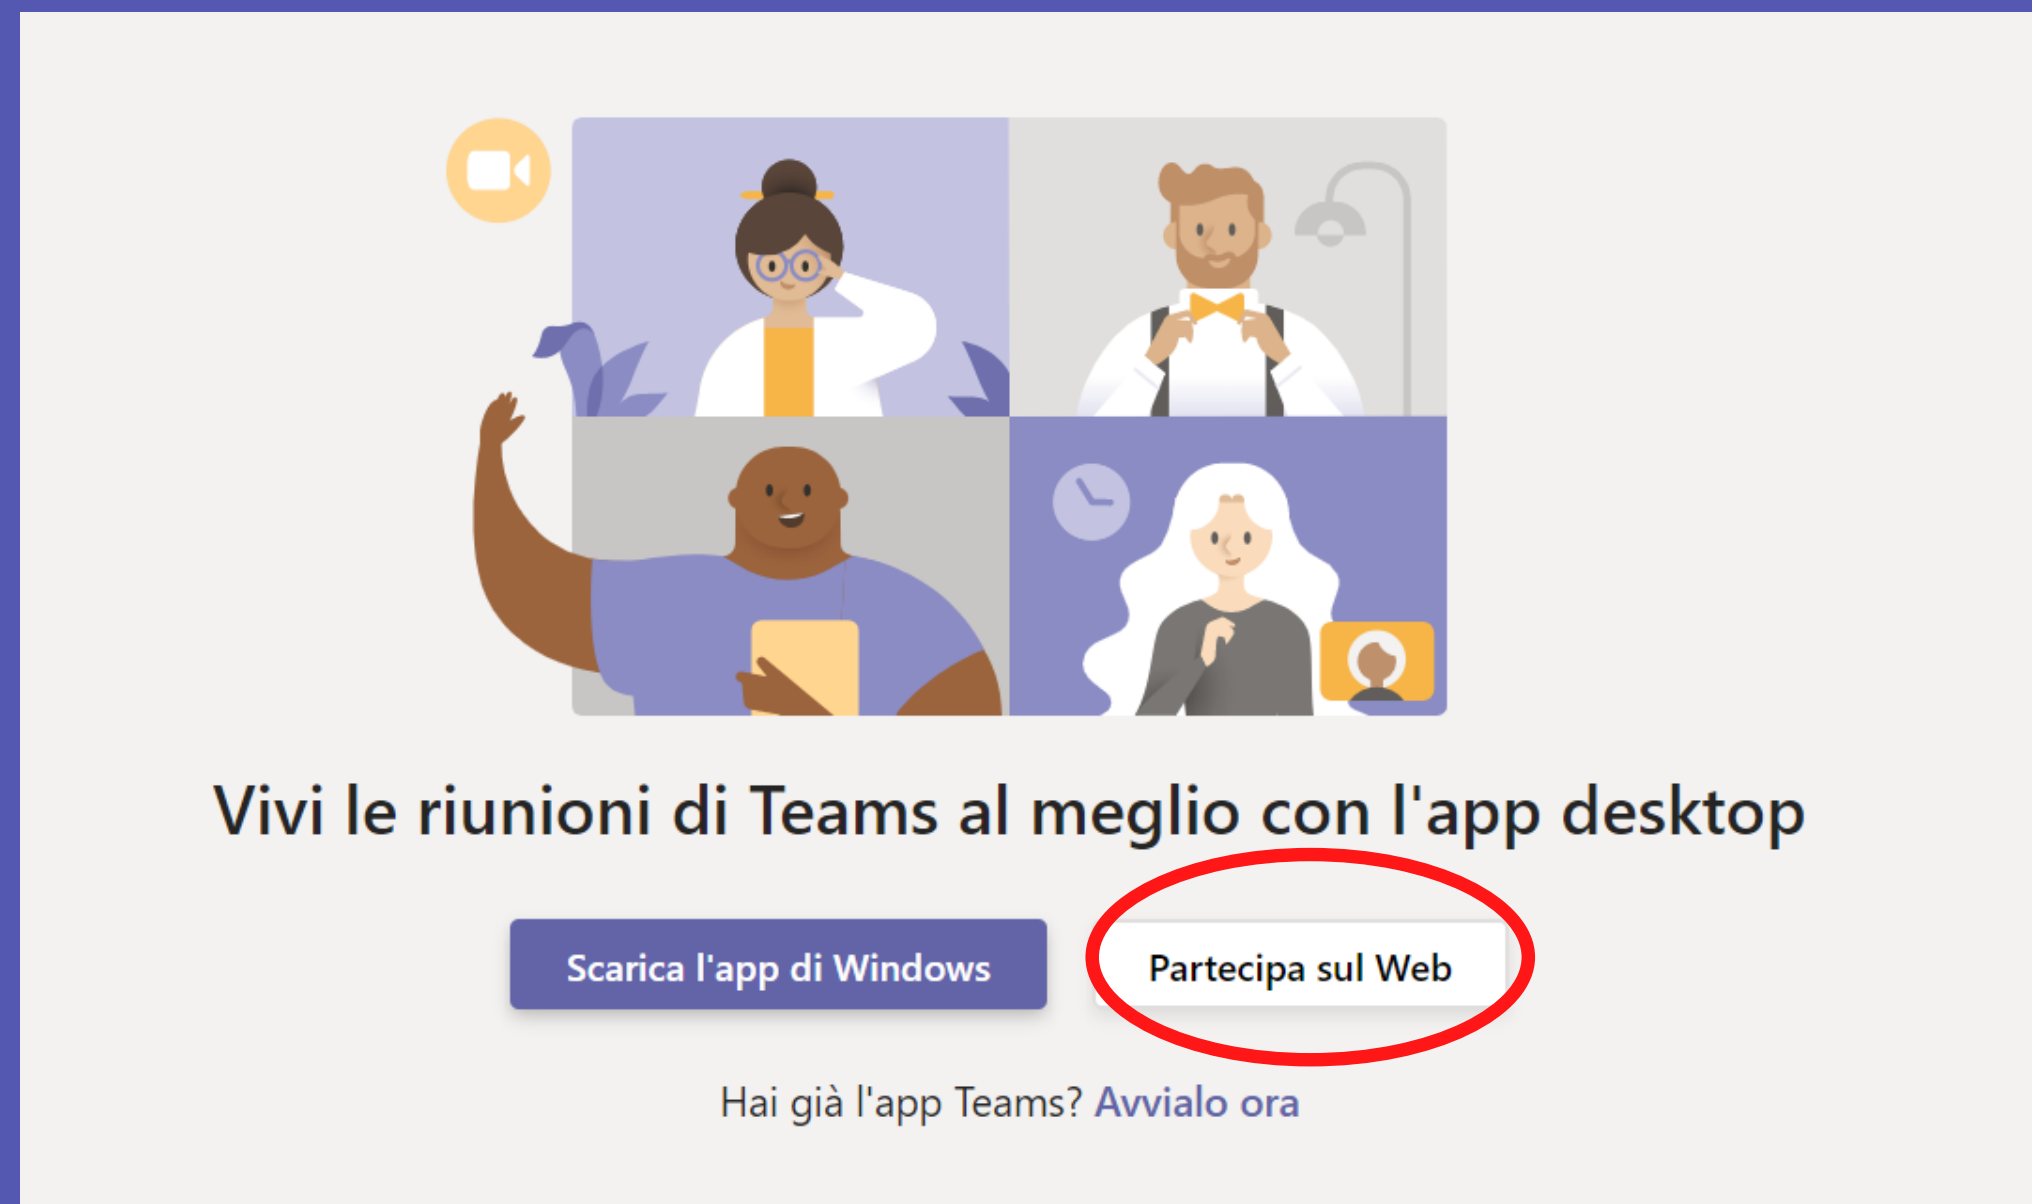 Vivi le riunioni di Teams al meglio con l'app desktop
Scarica l'app di Windows
Partecipa sul Web
Hai già l'app Teams? Avvialo ora